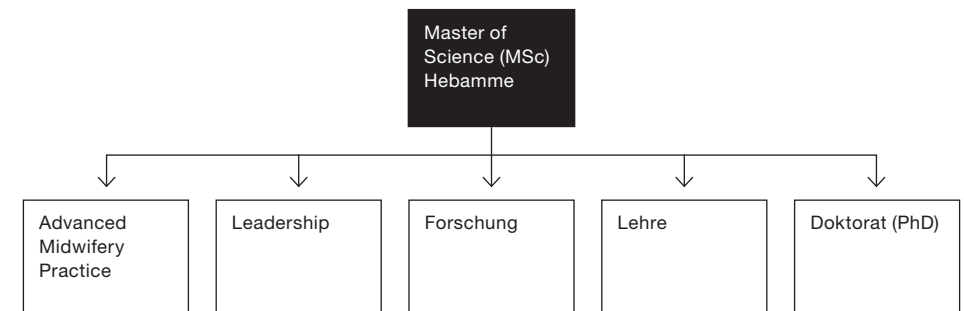 Master of
Science (MSc)
Hebamme
Advanced
Midwifery
Practice
Leadership
Forschung
Lehre
Doktorat (PhD)